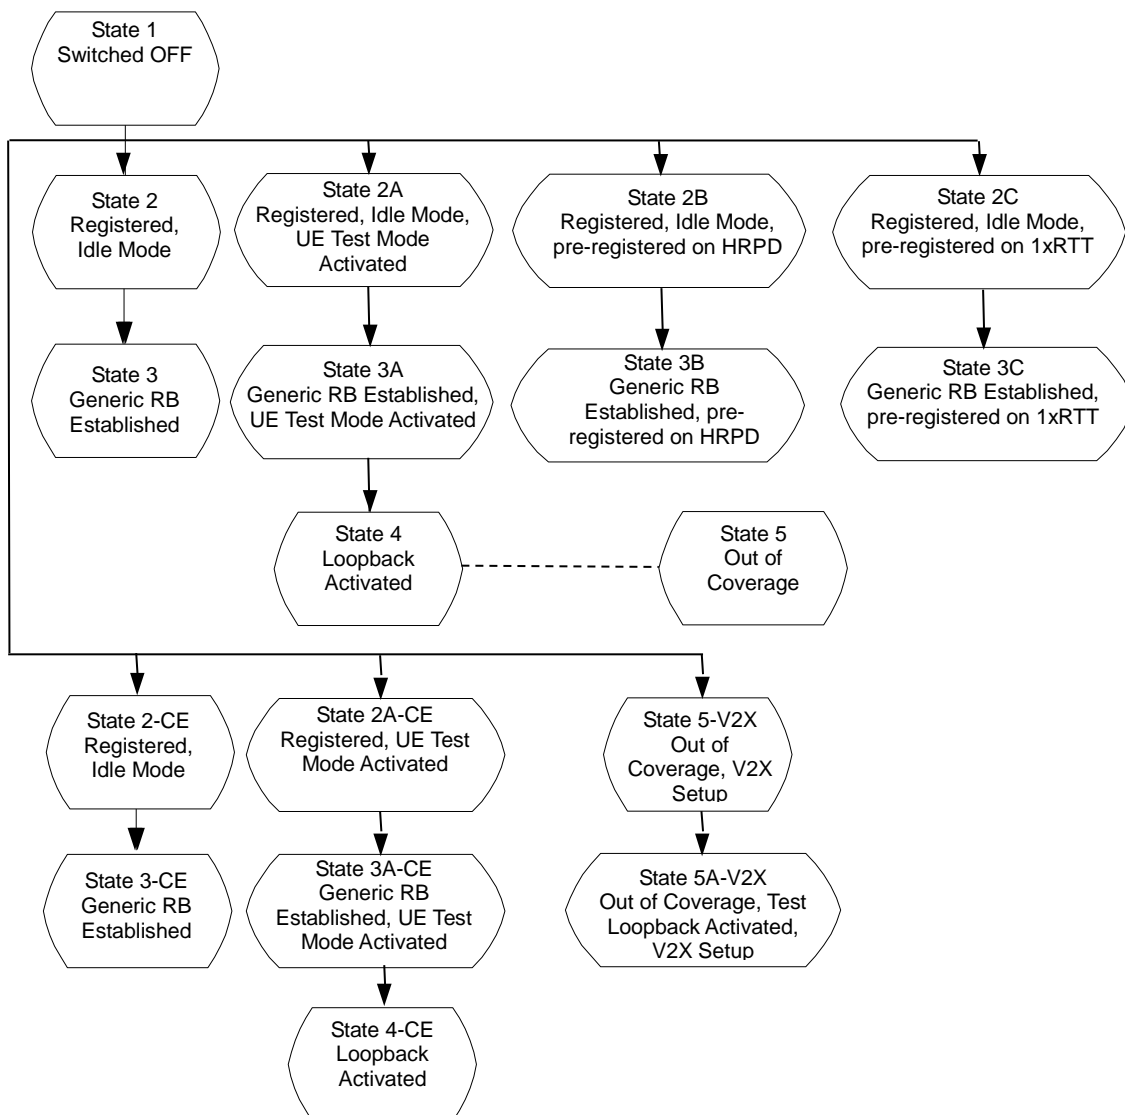 State 1
Switched OFF
State 2
Registered,
Idle Mode
State 2A
Registered, Idle Mode,
UE Test Mode
Activated
State 2B
Registered, Idle Mode,
pre-registered on HRPD
State 2C
Registered, Idle Mode,
pre-registered on 1xRTT
State 3
Generic RB
Established
State 3A
Generic RB Established,
UE Test Mode Activated
State 3B
Generic RB
Established, pre-
registered on HRPD
State 3C
Generic RB Established,
pre-registered on 1xRTT
State 4
Loopback
Activated
State 5
Out of
Coverage
State 2-CE
Registered,
Idle Mode
State 2A-CE
Registered, UE Test
Mode Activated
State 5-V2X
Out of
Coverage, V2X
Setup
State 3-CE
Generic RB
Established
State 3A-CE
Generic RB
Established, UE Test
Mode Activated
State 5A-V2X
Out of Coverage, Test
Loopback Activated,
V2X Setup
State 4-CE
Loopback
Activated